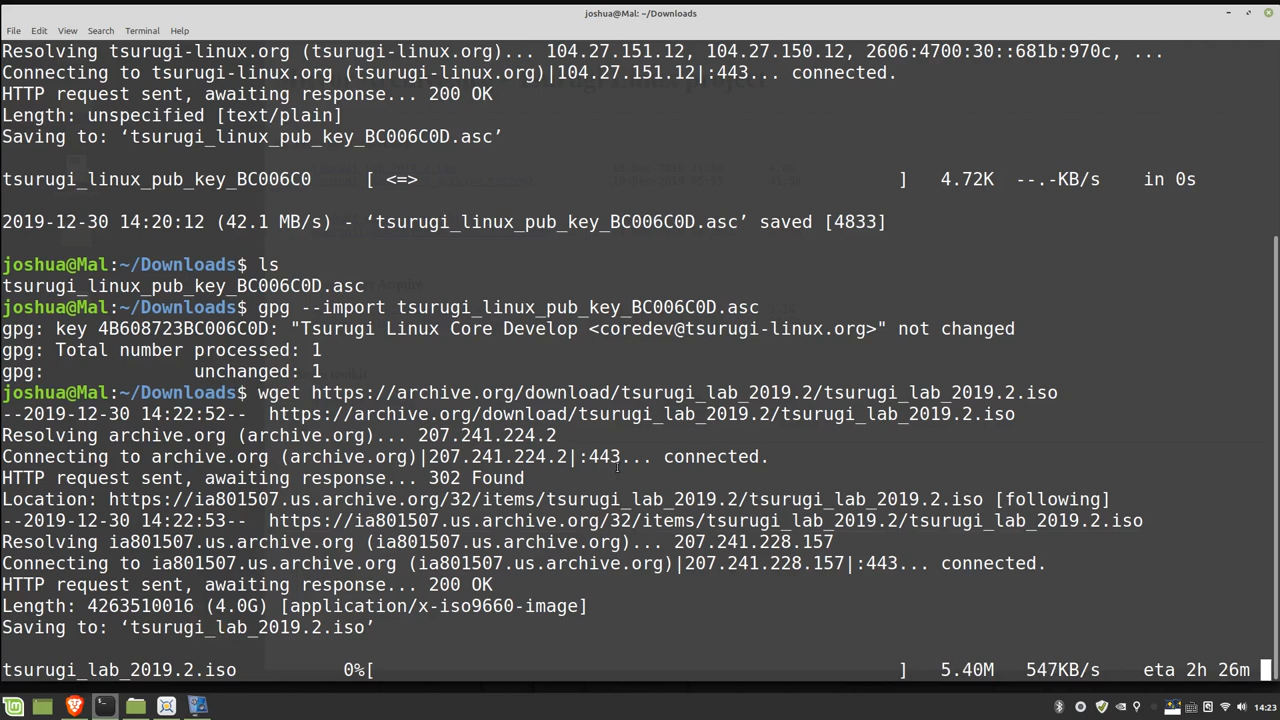 joshua@Mal: ~/Downloads
File Edit View Search Terminal Help
Resolving tsurugi-linux.org (tsurugi-linux.org)... 104.27.151.12, 104.27.150.12, 2606:4700:30::681b:970c, ...
Connecting to tsurugi-linux.org (tsurugi-linux.org)|104.27.151.12|:443... connected.
HTTP request sent, awaiting response... 200 OK
Length: unspecified [text/plain]
Saving to: ‘tsurugi_linux_pub_key_BC006C0D.asc’
tsurugi_linux_pub_key_BC006C0 [ <=> ] 4.72K --.-KB/s in 0s
2019-12-30 14:20:12 (42.1 MB/s) - ‘tsurugi_linux_pub_key_BC006C0D.asc’ saved [4833]
joshua@Mal:~/Downloads$ ls
tsurugi_linux_pub_key_BC006C0D.asc
joshua@Mal:~/Downloads$ gpg --import tsurugi_linux_pub_key_BC006C0D.asc
gpg: key 4B608723BC006C0D: "Tsurugi Linux Core Develop <coredev@tsurugi-linux.org>" not changed
gpg: Total number processed: 1
gpg: unchanged: 1
joshua@Mal:~/Downloads$ wget https://archive.org/download/tsurugi_lab_2019.2/tsurugi_lab_2019.2.iso
--2019-12-30 14:22:52-- https://archive.org/download/tsurugi_lab_2019.2/tsurugi_lab_2019.2.iso
Resolving archive.org (archive.org)... 207.241.224.2
Connecting to archive.org (archive.org)|207.241.224.2|:443... connected.
HTTP request sent, awaiting response... 302 Found
Location: https://ia801507.us.archive.org/32/items/tsurugi_lab_2019.2/tsurugi_lab_2019.2.iso [following]
--2019-12-30 14:22:53-- https://ia801507.us.archive.org/32/items/tsurugi_lab_2019.2/tsurugi_lab_2019.2.iso
Resolving ia801507.us.archive.org (ia801507.us.archive.org)... 207.241.228.157
Connecting to ia801507.us.archive.org (ia801507.us.archive.org)|207.241.228.157|:443... connected.
HTTP request sent, awaiting response... 200 OK
Length: 4263510016 (4.0G) [application/x-iso9660-image]
Saving to: ‘tsurugi_lab_2019.2.iso’
tsurugi_lab_2019.2.iso 0%[ ] 5.40M 547KB/s eta 2h 26m
14:23